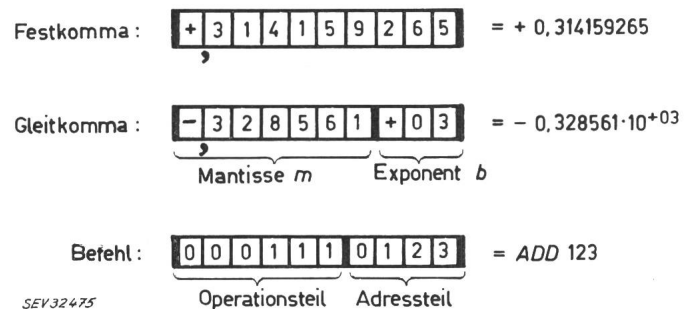 Festkomma : + 3 1 4 1 5 9 2 6 5 = + 0,314159265
,
Gleitkomma : - 3 2 8 5 6 1 + 0 3 = - 0,328561·10+03
,
Mantisse m Exponent b
Befehl : 0 0 0 1 1 1 0 1 2 3 = ADD 123
SEV32475 Operationsteil Adressteil